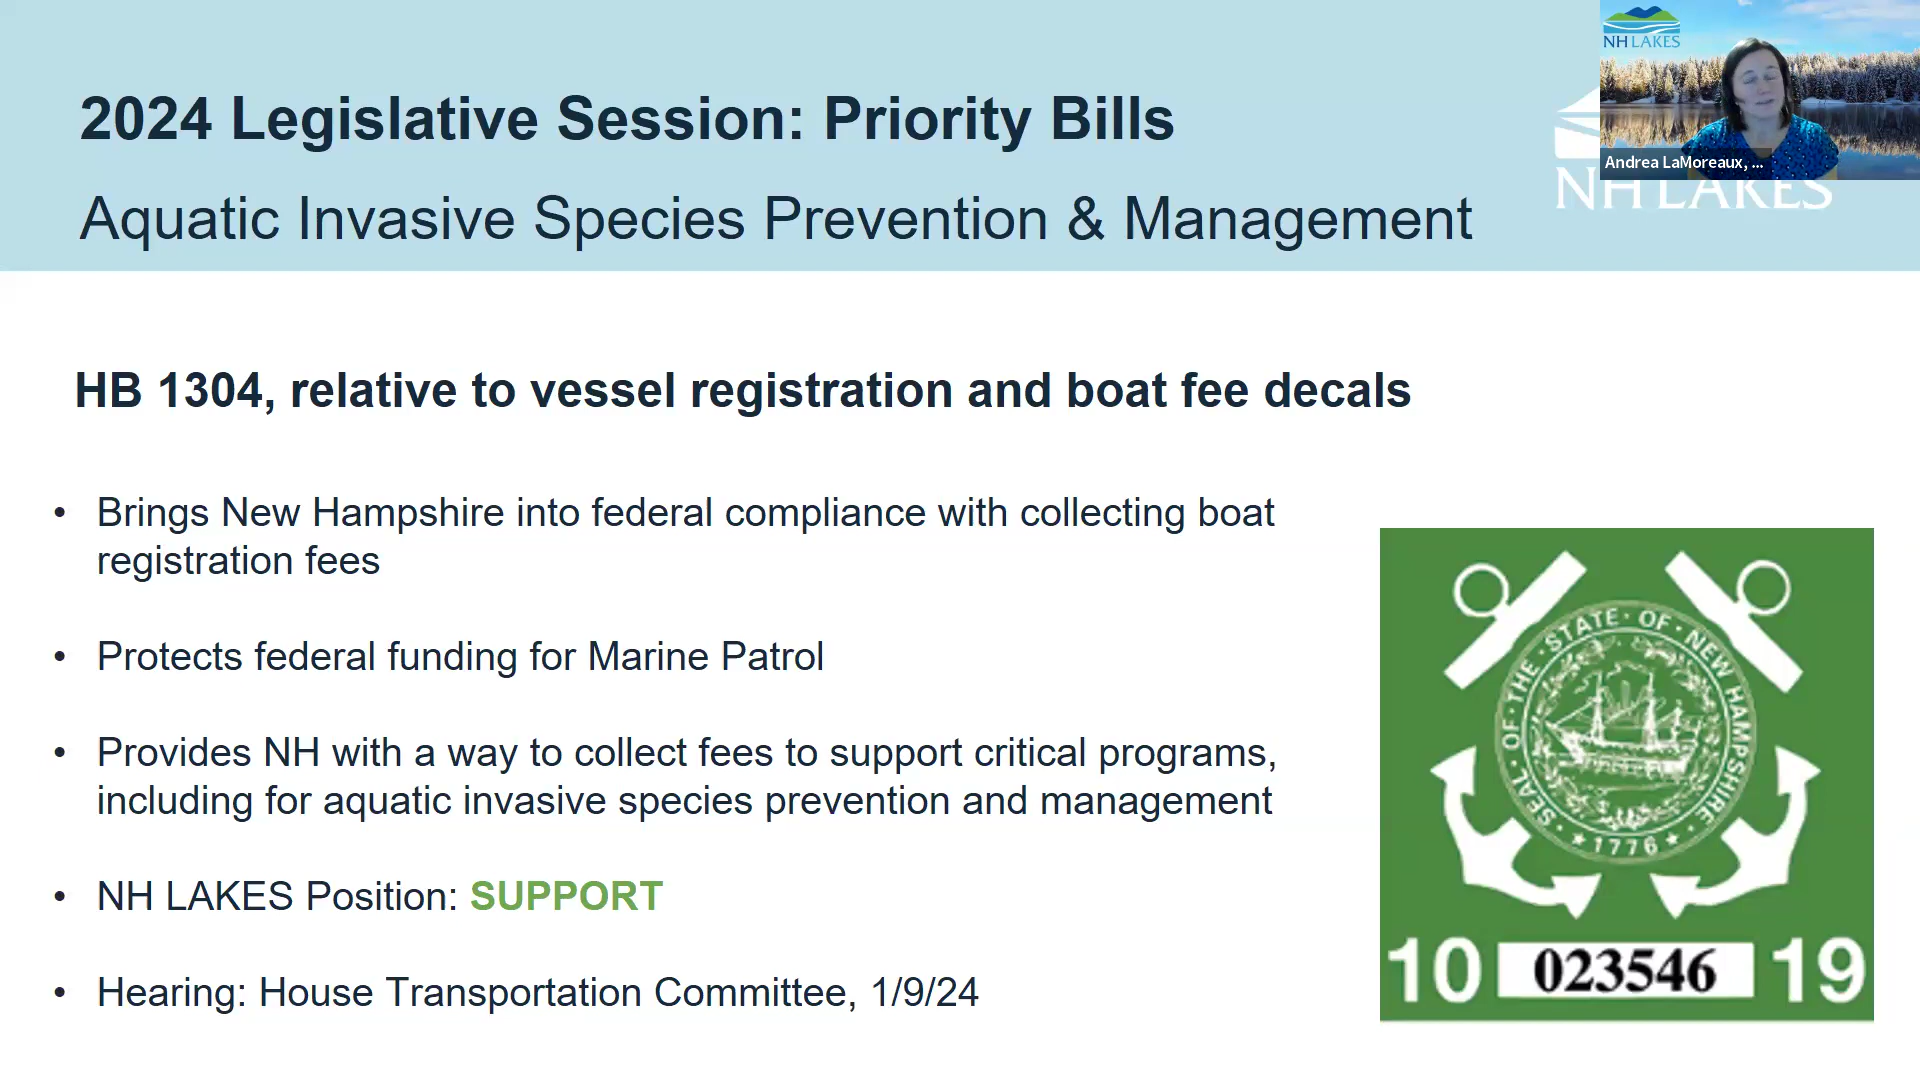 2024 Legislative Session: Priority Bills
Aquatic Invasive Species Prevention & Management
NH LAKES
Andrea LaMoreaux, ...
NH LAKES
HB 1304, relative to vessel registration and boat fee decals
• Brings New Hampshire into federal compliance with collecting boat
registration fees
• Protects federal funding for Marine Patrol
• Provides NH with a way to collect fees to support critical programs,
including for aquatic invasive species prevention and management
• NH LAKES Position: SUPPORT
• Hearing: House Transportation Committee, 1/9/24
SEAL · OF · THE · STATE · OF · NEW HAMPSHIRE
★ 1776 ★
10 023546 19